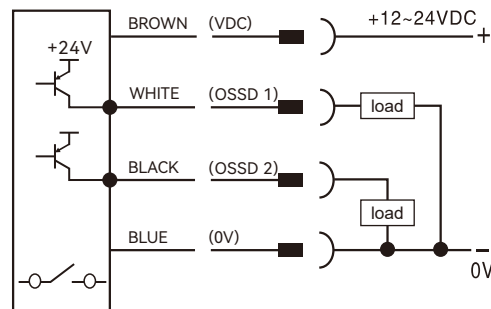 BROWN (VDC) +12~24VDC +
+24V
WHITE (OSSD 1) load
BLACK (OSSD 2)
load
BLUE (0V) −
0V